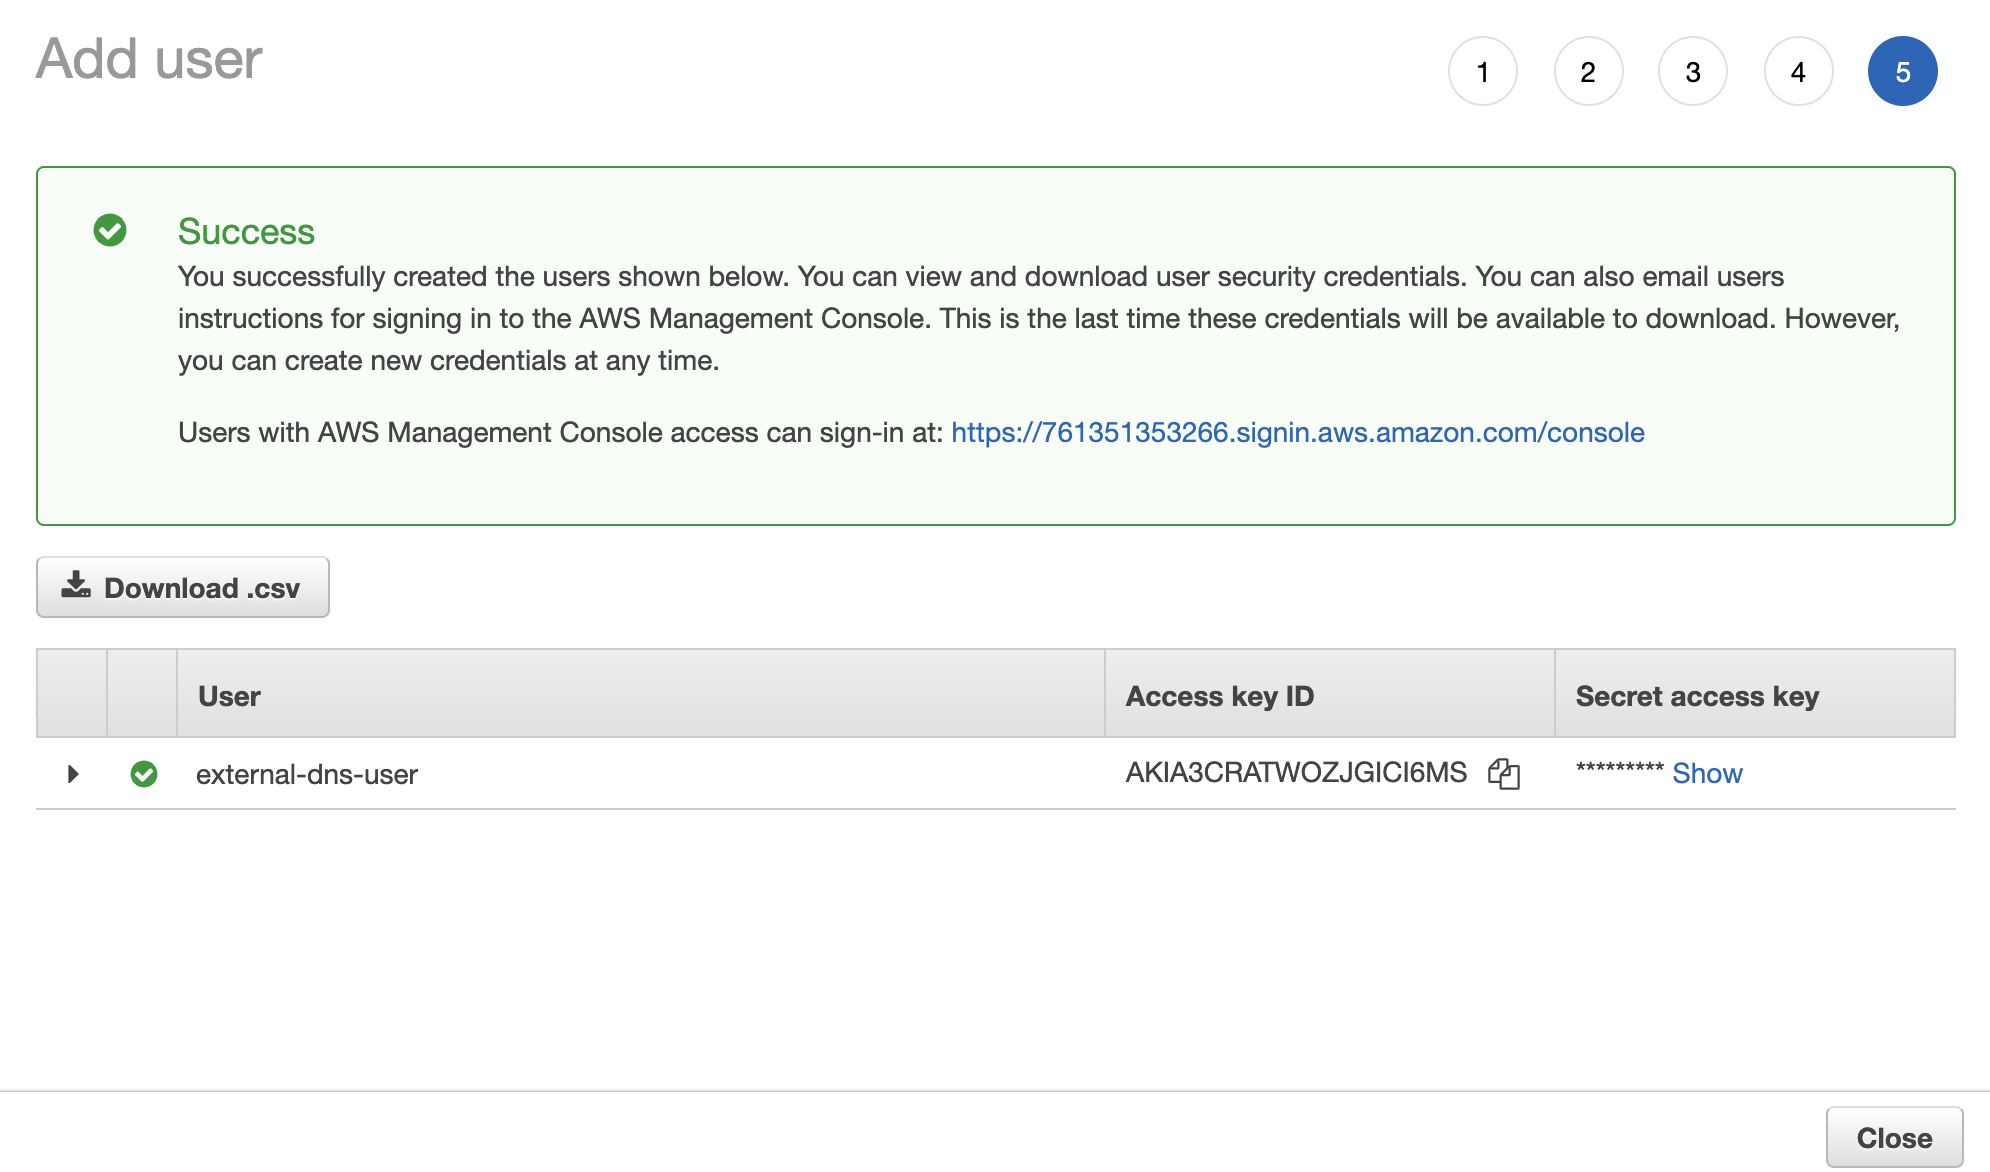 Add user
1 2 3 4 5
Success
You successfully created the users shown below. You can view and download user security credentials. You can also email users
instructions for signing in to the AWS Management Console. This is the last time these credentials will be available to download. However,
you can create new credentials at any time.
Users with AWS Management Console access can sign-in at: https://761351353266.signin.aws.amazon.com/console
Download .csv
User Access key ID Secret access key
external-dns-user AKIA3CRATWOZJGICI6MS ********* Show
Close